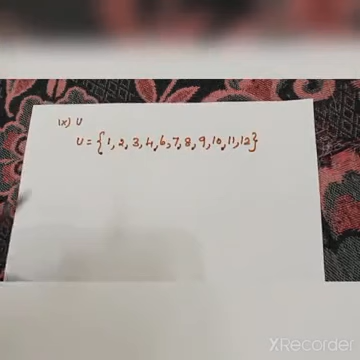 ix) U
U = {1, 2, 3, 4, 6, 7, 8, 9, 10, 11, 12}
XRecorder